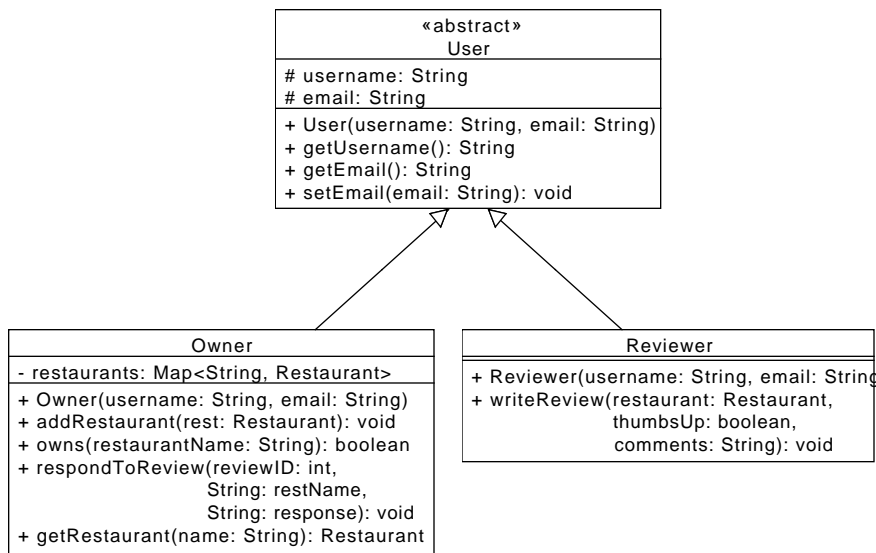 «abstract»
User
# username: String
# email: String
+ User(username: String, email: String)
+ getUsername(): String
+ getEmail(): String
+ setEmail(email: String): void
Owner
- restaurants: Map<String, Restaurant>
+ Owner(username: String, email: String)
+ addRestaurant(rest: Restaurant): void
+ owns(restaurantName: String): boolean
+ respondToReview(reviewID: int,
String: restName,
String: response): void
+ getRestaurant(name: String): Restaurant
Reviewer
+ Reviewer(username: String, email: String
+ writeReview(restaurant: Restaurant,
thumbsUp: boolean,
comments: String): void